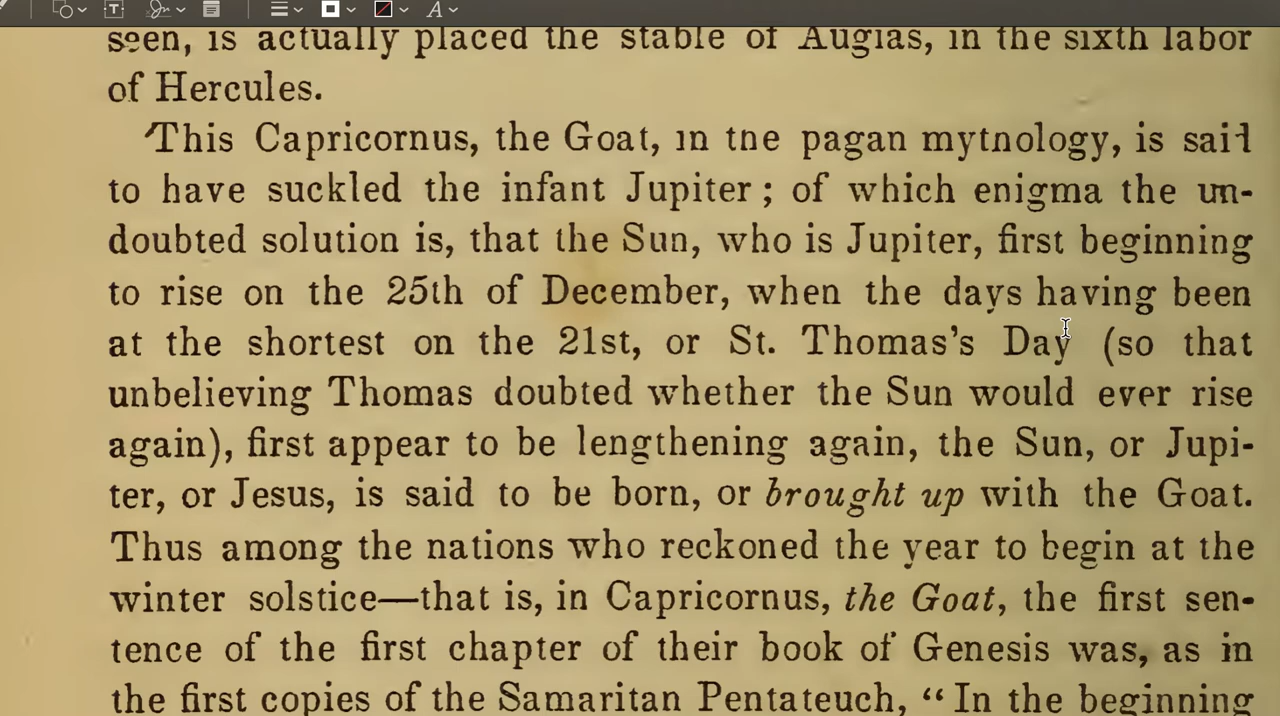 seen, is actually placed the stable of Augias, in the sixth labor
of Hercules.
This Capricornus, the Goat, in the pagan mythology, is said
to have suckled the infant Jupiter; of which enigma the un-
doubted solution is, that the Sun, who is Jupiter, first beginning
to rise on the 25th of December, when the days having been
at the shortest on the 21st, or St. Thomas's Day (so that
unbelieving Thomas doubted whether the Sun would ever rise
again), first appear to be lengthening again, the Sun, or Jupi-
ter, or Jesus, is said to be born, or brought up with the Goat.
Thus among the nations who reckoned the year to begin at the
winter solstice—that is, in Capricornus, the Goat, the first sen-
tence of the first chapter of their book of Genesis was, as in
the first copies of the Samaritan Pentateuch, “In the beginning